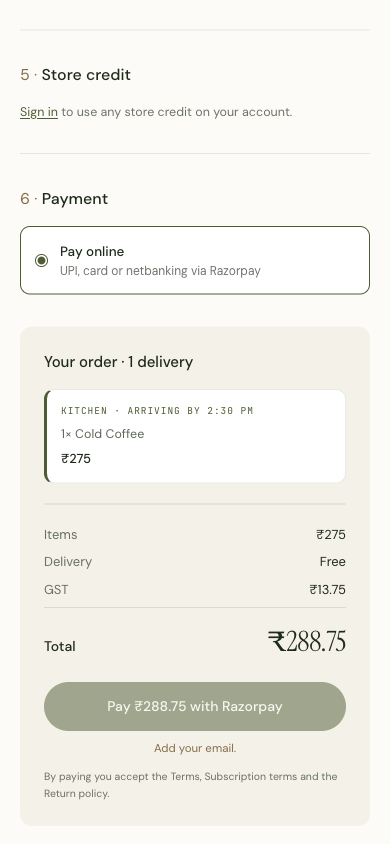 5 · Store credit
Sign in to use any store credit on your account.
6 · Payment
Pay online
UPI, card or netbanking via Razorpay
Your order · 1 delivery
KITCHEN · ARRIVING BY 2:30 PM
1× Cold Coffee
₹275
Items ₹275
Delivery Free
GST ₹13.75
Total ₹288.75
Pay ₹288.75 with Razorpay
Add your email.
By paying you accept the Terms, Subscription terms and the
Return policy.